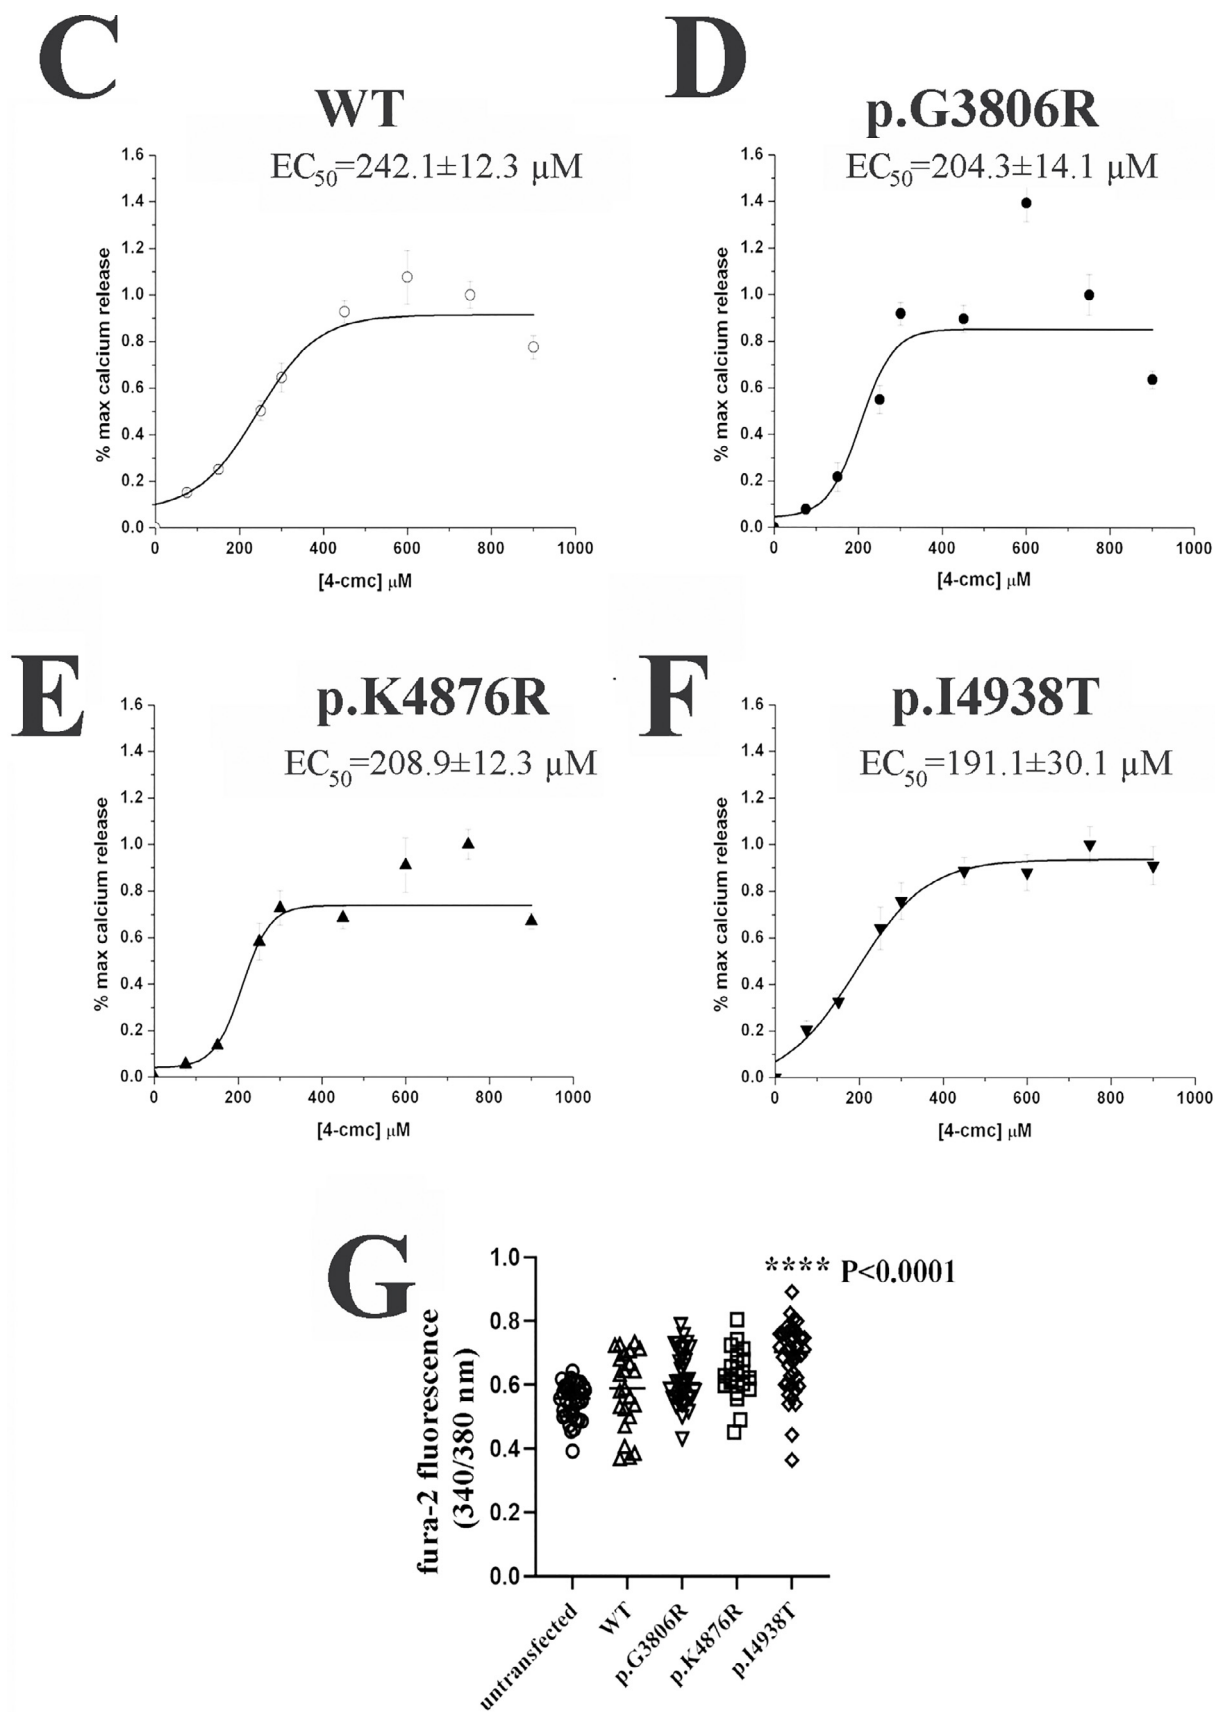 C
WT
EC50=242.1±12.3 μM
1.6
1.4
1.2
1.0
0.8
0.6
0.4
0.2
0.0
% max calcium release
0 200 400 600 800 1000
[4-cmc] μM
D
p.G3806R
EC50=204.3±14.1 μM
1.6
1.4
1.2
1.0
0.8
0.6
0.4
0.2
0.0
% max calcium release
0 200 400 600 800 1000
[4-cmc] μM
E
p.K4876R
EC50=208.9±12.3 μM
1.6
1.4
1.2
1.0
0.8
0.6
0.4
0.2
0.0
% max calcium release
0 200 400 600 800 1000
[4-cmc] μM
F
p.I4938T
EC50=191.1±30.1 μM
1.6
1.4
1.2
1.0
0.8
0.6
0.4
0.2
0.0
% max calcium release
0 200 400 600 800 1000
[4-cmc] μM
G
**** P<0.0001
1.0
0.8
0.6
0.4
0.2
0.0
fura-2 fluorescence
(340/380 nm)
untransfected
WT
p.G3806R
p.K4876R
p.I4938T